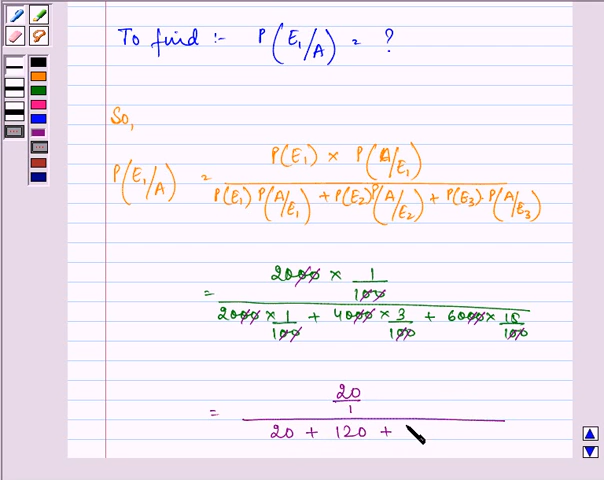 To find :- P(E₁/A) = ?
So,
P(E₁/A) = P(E₁) × P(A/E₁) / P(E₁) P(A/E₁) + P(E₂) P(A/E₂) + P(E₃) . P(A/E₃)
= 2000 × 1/100 / 2000 × 1/100 + 4000 × 3/100 + 6000 × 15/100
= 20/1 / 20 + 120 +